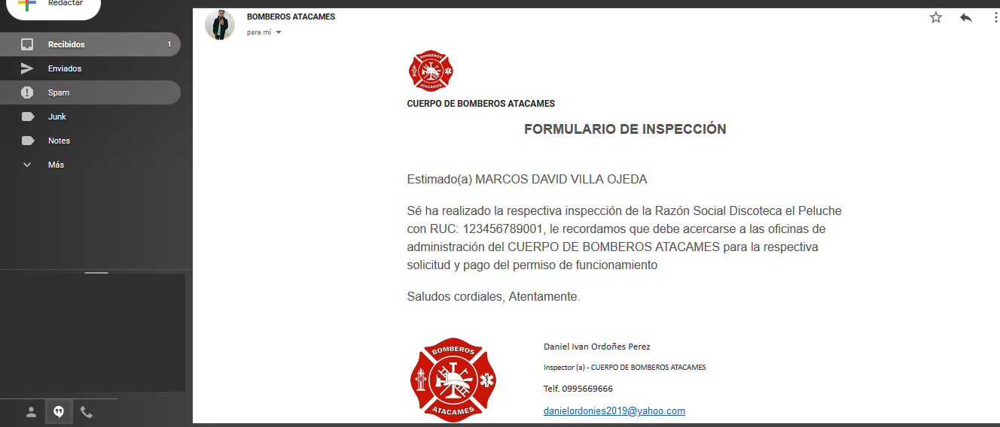 Redactar
Recibidos 1
Enviados
Spam
Junk
Notes
Más
BOMBEROS ATACAMES
para mí
BOMBEROS
ATACAMES
CUERPO DE BOMBEROS ATACAMES
FORMULARIO DE INSPECCIÓN
Estimado(a) MARCOS DAVID VILLA OJEDA
Sé ha realizado la respectiva inspección de la Razón Social Discoteca el Peluche
con RUC: 123456789001, le recordamos que debe acercarse a las oficinas de
administración del CUERPO DE BOMBEROS ATACAMES para la respectiva
solicitud y pago del permiso de funcionamiento
Saludos cordiales, Atentamente.
BOMBEROS
ATACAMES
Daniel Ivan Ordoñes Perez
Inspector (a) - CUERPO DE BOMBEROS ATACAMES
Telf. 0995669666
danielordonies2019@yahoo.com